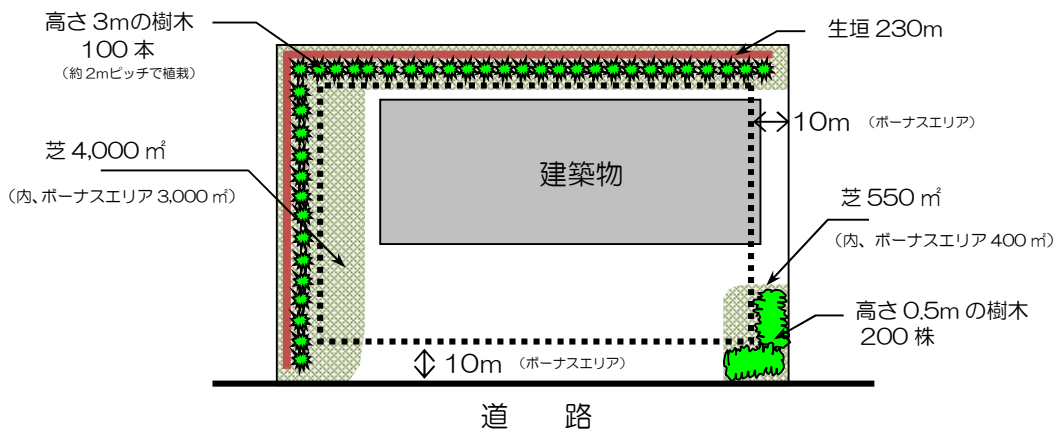 高さ3mの樹木
100本
(約2mピッチで植栽)
生垣 230m
10m (ボーナスエリア)
芝 4,000 ㎡
(内、ボーナスエリア 3,000 ㎡)
建築物
芝 550 ㎡
(内、ボーナスエリア 400 ㎡)
高さ 0.5m の樹木
200 株
10m (ボーナスエリア)
道 路